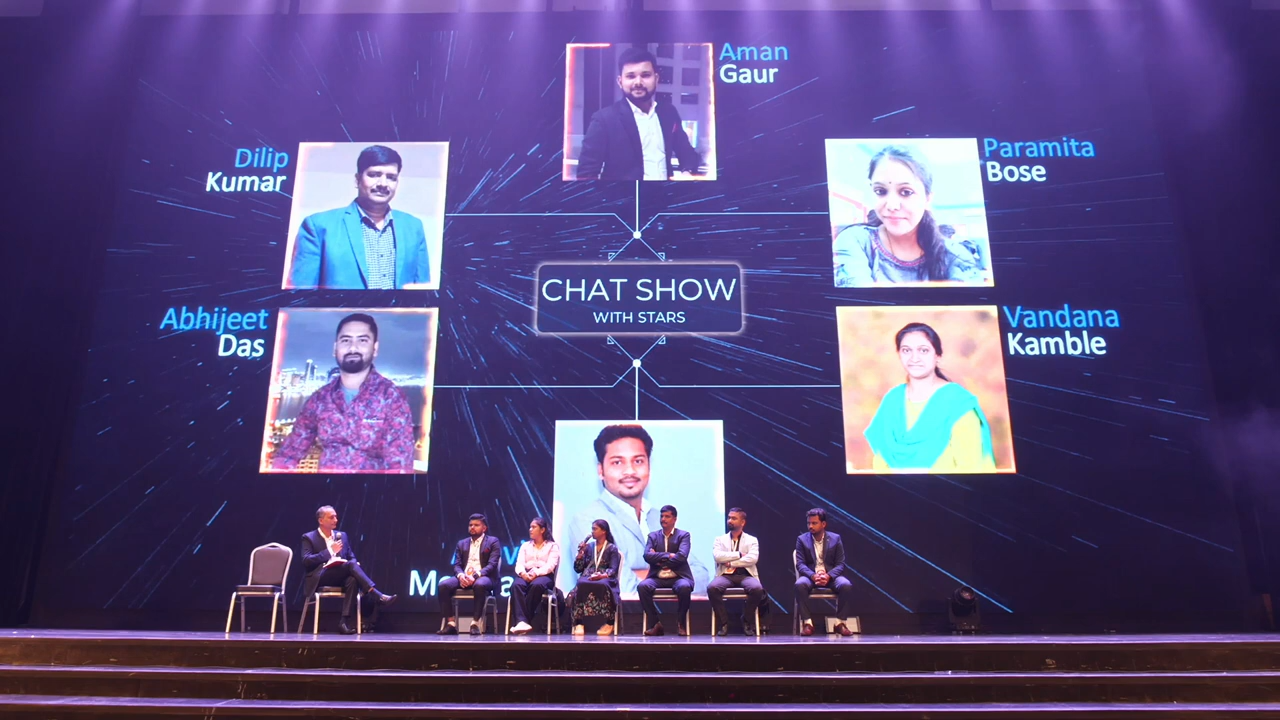 Aman
Gaur
Dilip
Kumar
Paramita
Bose
CHAT SHOW
WITH STARS
Abhijeet
Das
Vandana
Kamble